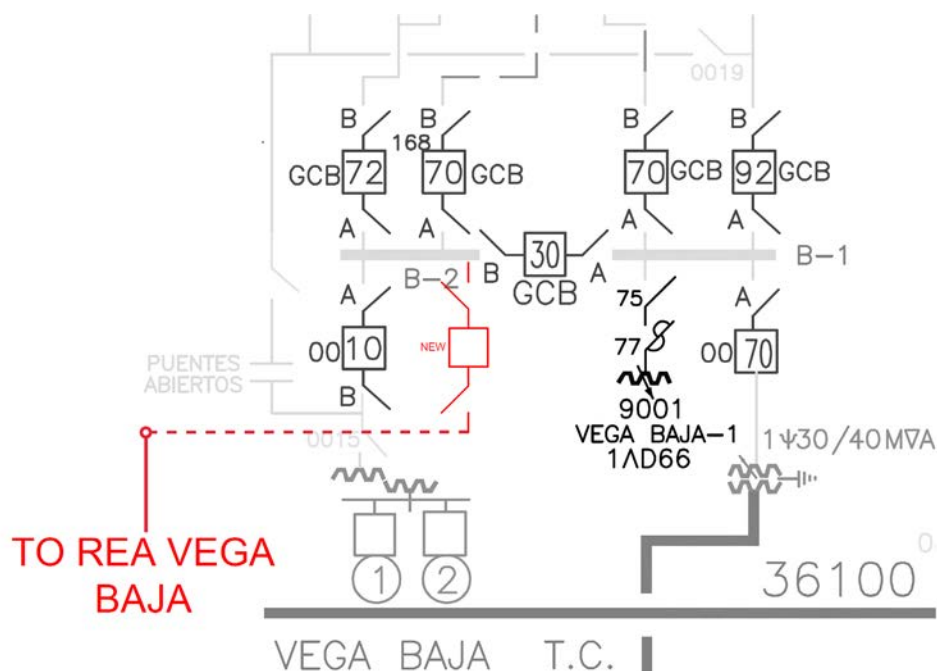 0019
B
B
B
B
168
GCB
72
70
GCB
70
GCB
92
GCB
A
A
A
A
B
30
A
GCB
B-1
B-2
A
75
A
00
10
NEW
77
00
70
B
PUENTES
ABIERTOS
9001
VEGA BAJA-1
1ΛD66
0015
1ψ30/40M∇A
TO REA VEGA
BAJA
1
2
36100
VEGA BAJA T.C.